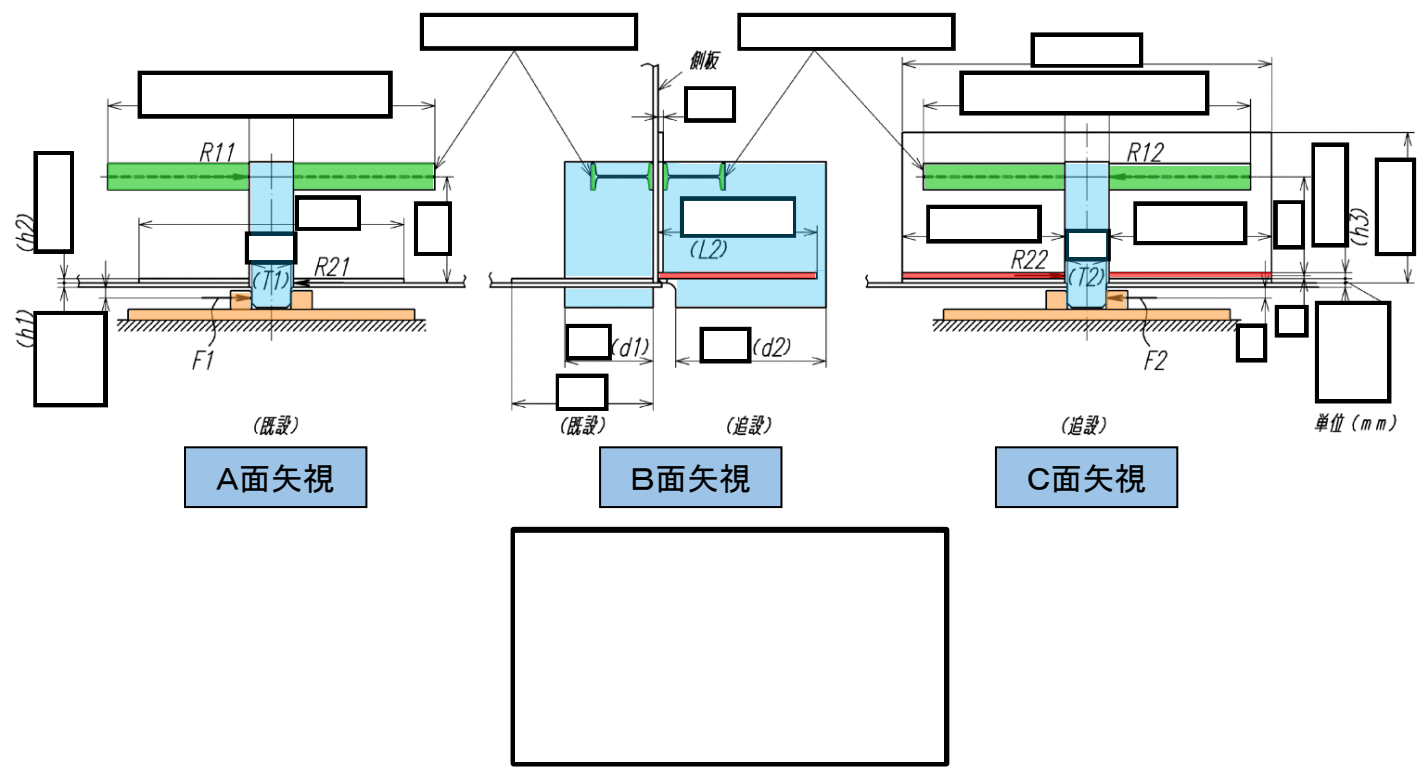 側板
R11
R12
(h2)
(h3)
(L2)
R21
R22
(T1)
(T2)
(h1)
F1
(d1)
(d2)
F2
(既設)
(既設)
(追設)
(追設)
単位(mm)
A面矢視
B面矢視
C面矢視